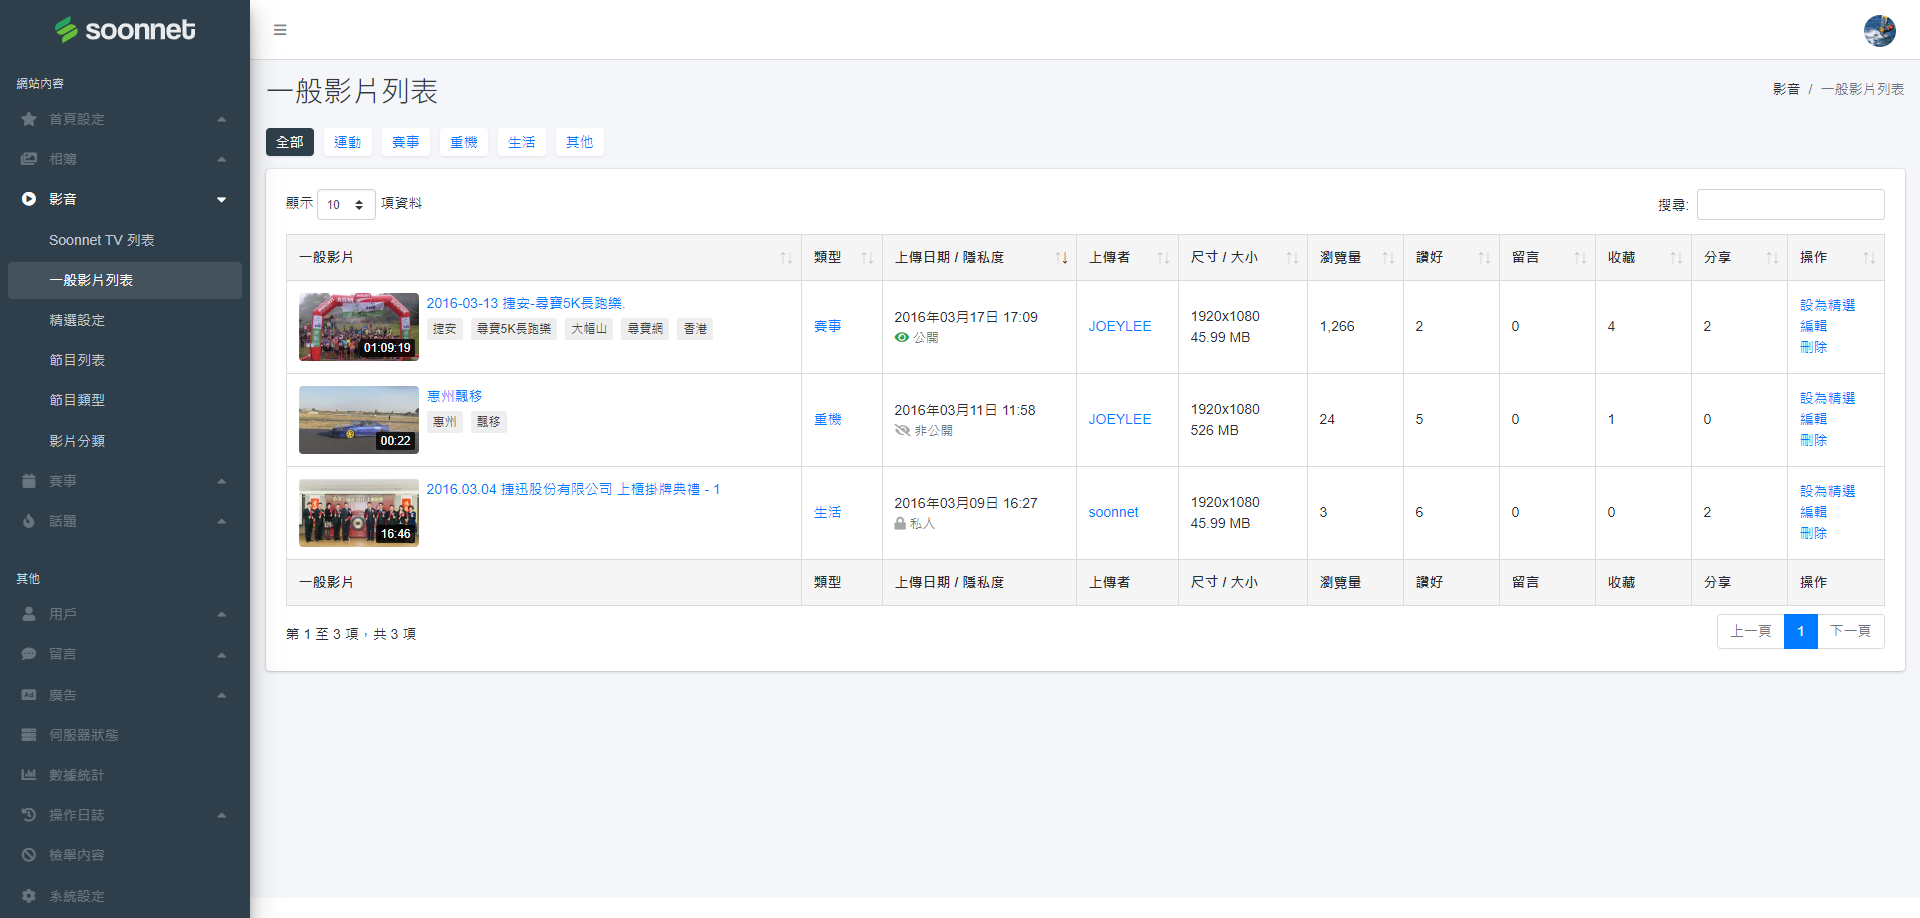 soonnet
網站內容
首頁設定
相簿
影音
Soonnet TV 列表
一般影片列表
精選設定
節目列表
節目類型
影片分類
賽事
話題
其他
用戶
留言
廣告
伺服器狀態
數據統計
操作日誌
檢舉內容
系統設定
一般影片列表
影音 / 一般影片列表
全部 運動 賽事 重機 生活 其他
顯示 10 項資料
搜尋:
一般影片 類型 上傳日期 / 隱私度 上傳者 尺寸 / 大小 瀏覽量 讚好 留言 收藏 分享 操作
01:09:19
2016-03-13 捷安-尋寶5K長跑樂.
捷安 尋寶5K長跑樂 大帽山 尋寶網 香港
賽事
2016年03月17日 17:09
公開
JOEYLEE
1920x1080
45.99 MB
1,266 2 0 4 2
設為精選
編輯
刪除
00:22
惠州飄移
惠州 飄移
重機
2016年03月11日 11:58
非公開
JOEYLEE
1920x1080
526 MB
24 5 0 1 0
設為精選
編輯
刪除
16:46
2016.03.04 捷迅股份有限公司 上櫃掛牌典禮 - 1
生活
2016年03月09日 16:27
私人
soonnet
1920x1080
45.99 MB
3 6 0 0 2
設為精選
編輯
刪除
一般影片 類型 上傳日期 / 隱私度 上傳者 尺寸 / 大小 瀏覽量 讚好 留言 收藏 分享 操作
第 1 至 3 項，共 3 項
上一頁 1 下一頁